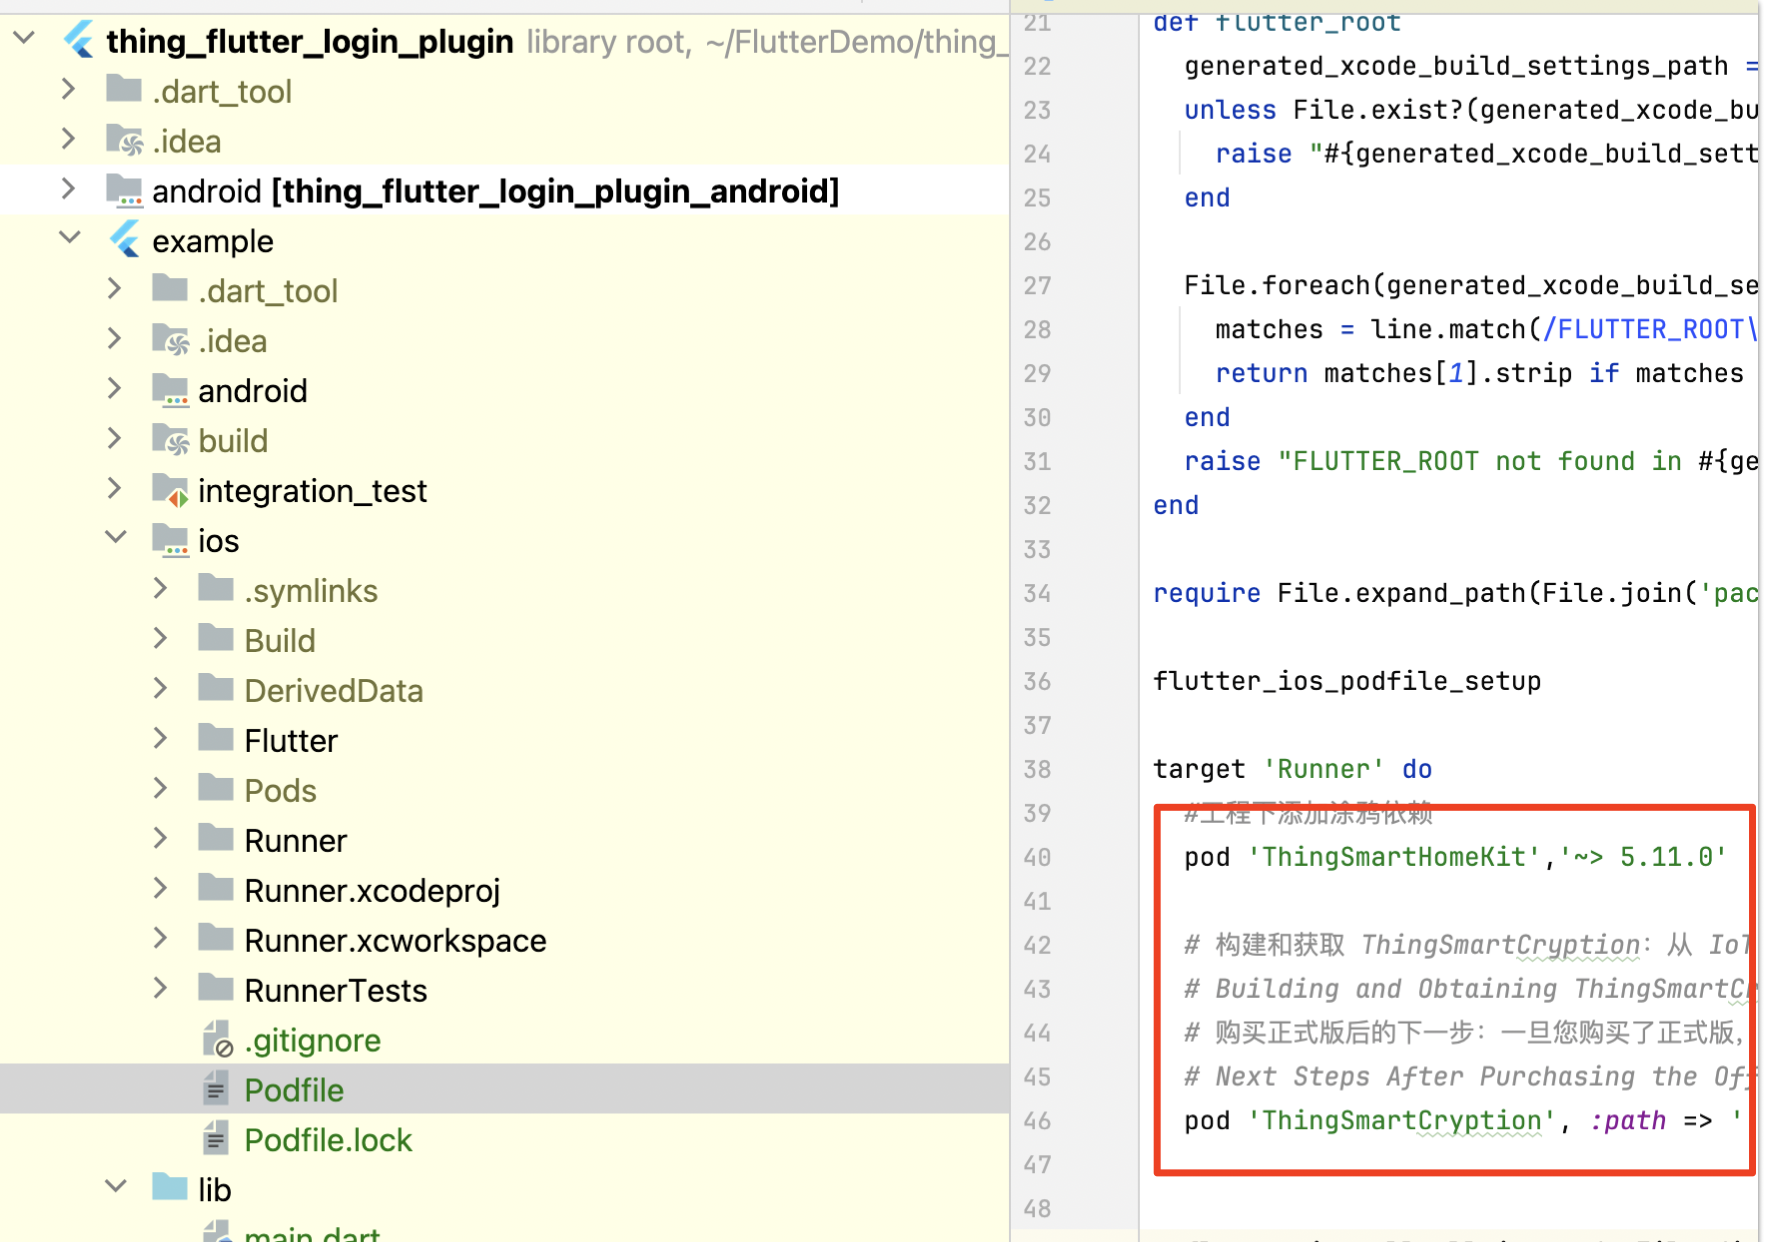 thing_flutter_login_plugin library root, ~/FlutterDemo/thing_
.dart_tool
.idea
android [thing_flutter_login_plugin_android]
example
.dart_tool
.idea
android
build
integration_test
ios
.symlinks
Build
DerivedData
Flutter
Pods
Runner
Runner.xcodeproj
Runner.xcworkspace
RunnerTests
.gitignore
Podfile
Podfile.lock
lib
main.dart
21 def flutter_root
22 generated_xcode_build_settings_path =
23 unless File.exist?(generated_xcode_bu
24 raise "#{generated_xcode_build_sett
25 end
26
27 File.foreach(generated_xcode_build_se
28 matches = line.match(/FLUTTER_ROOT\
29 return matches[1].strip if matches
30 end
31 raise "FLUTTER_ROOT not found in #{ge
32 end
33
34 require File.expand_path(File.join('pac
35
36 flutter_ios_podfile_setup
37
38 target 'Runner' do
39 #工程下添加涂鸦依赖
40 pod 'ThingSmartHomeKit','~> 5.11.0'
41
42 # 构建和获取 ThingSmartCryption：从 IoT
43 # Building and Obtaining ThingSmartCr
44 # 购买正式版后的下一步：一旦您购买了正式版，
45 # Next Steps After Purchasing the Off
46 pod 'ThingSmartCryption', :path => '
47
48